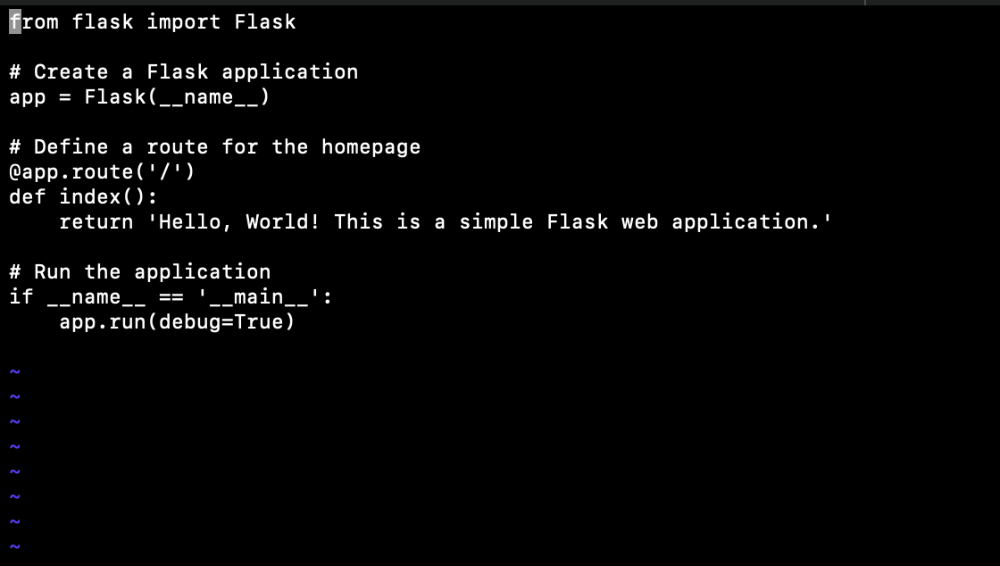 from flask import Flask
# Create a Flask application
app = Flask(__name__)
# Define a route for the homepage
@app.route('/')
def index():
    return 'Hello, World! This is a simple Flask web application.'
# Run the application
if __name__ == '__main__':
    app.run(debug=True)
~
~
~
~
~
~
~
~